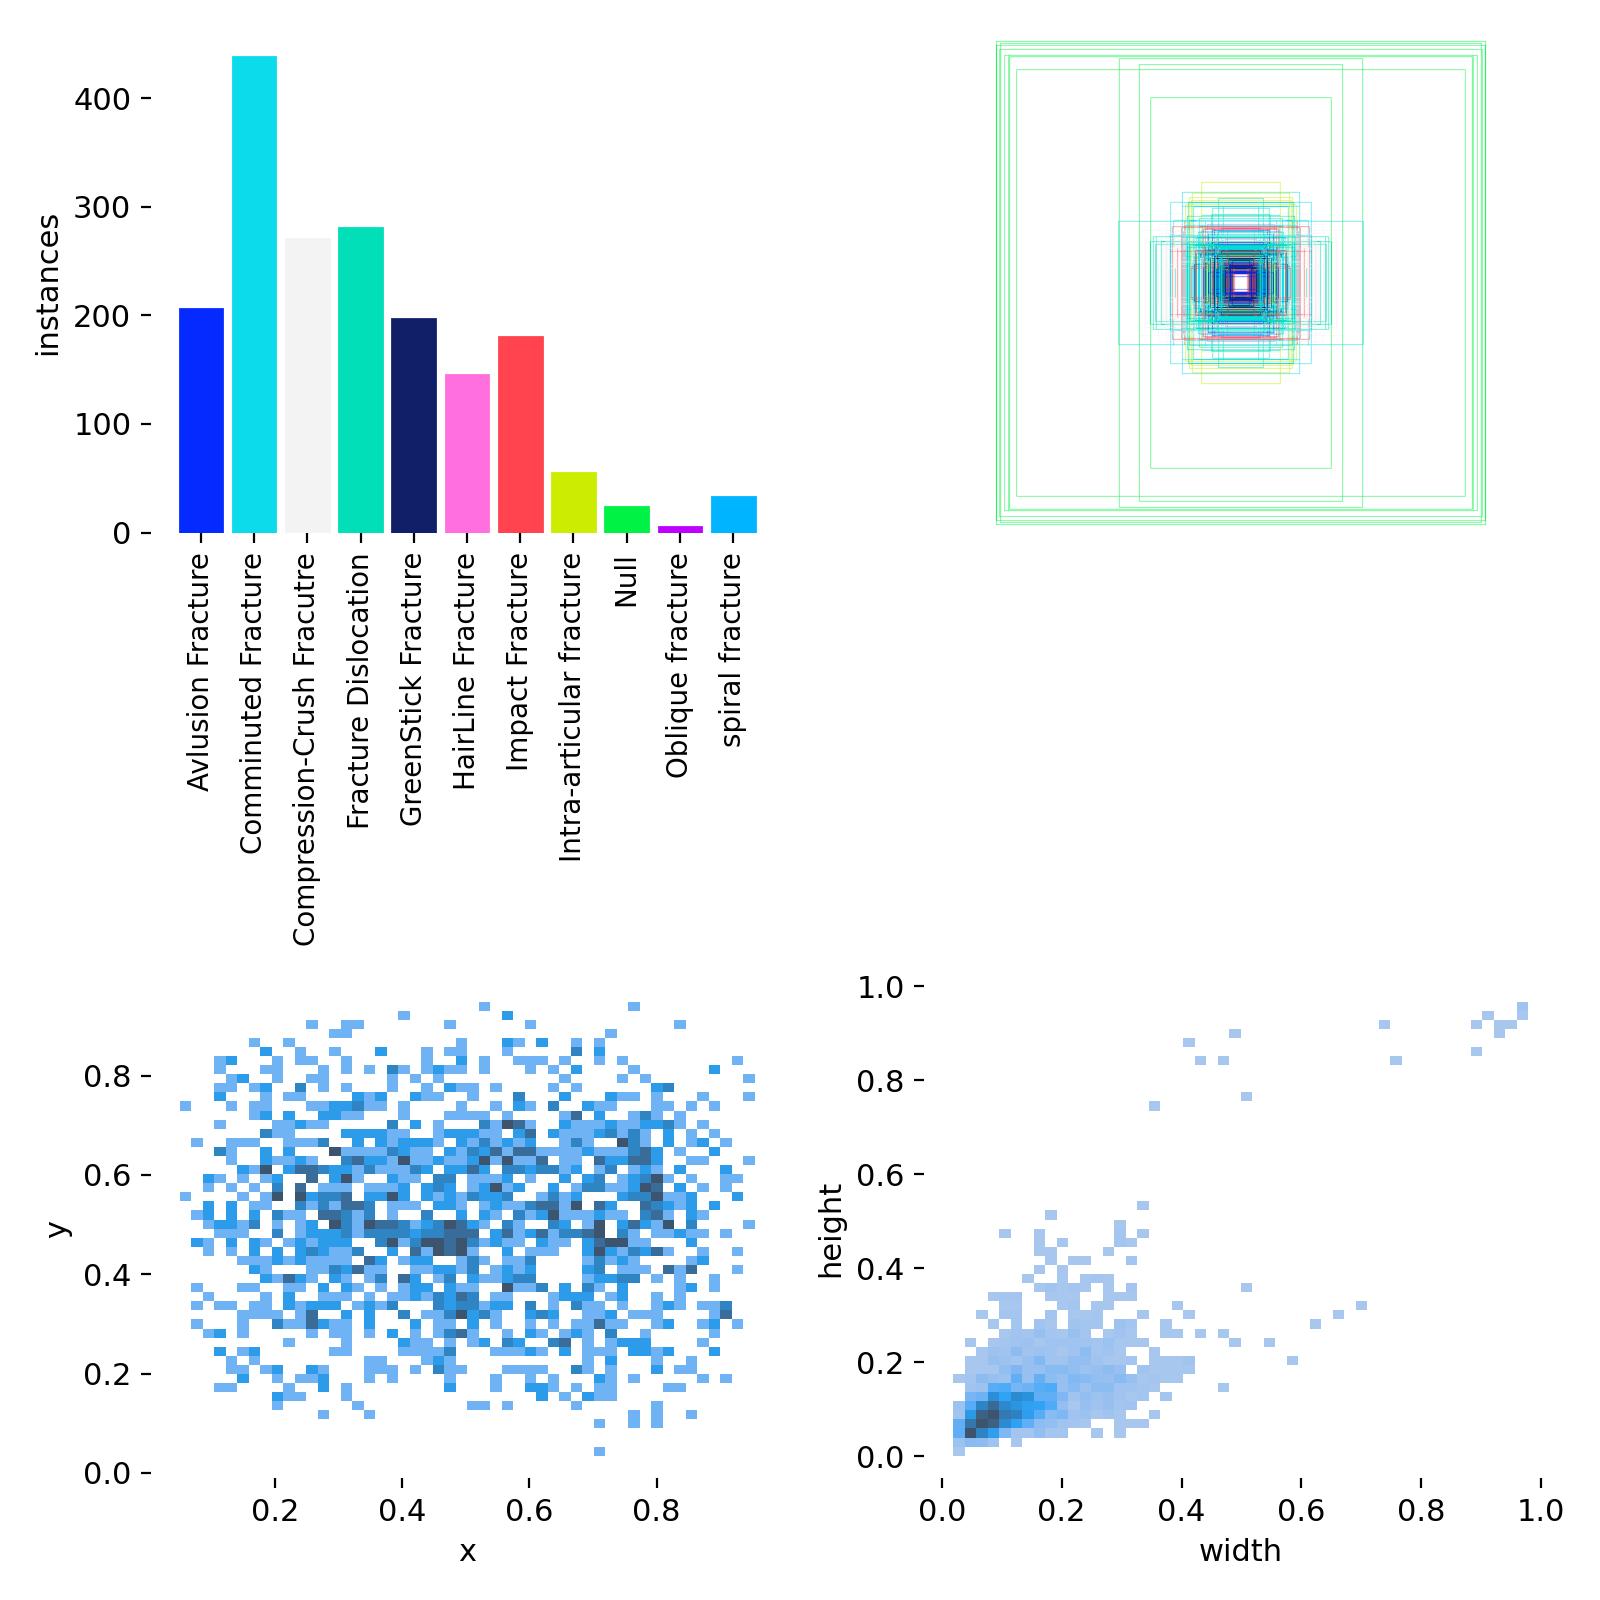 400
300
200
100
0
instances
Avlusion Fracture
Comminuted Fracture
Compression-Crush Fracutre
Fracture Dislocation
GreenStick Fracture
HairLine Fracture
Impact Fracture
Intra-articular fracture
Null
Oblique fracture
spiral fracture
0.8
0.6
0.4
0.2
0.0
y
0.2 0.4 0.6 0.8
x
1.0
0.8
0.6
0.4
0.2
0.0
height
0.0 0.2 0.4 0.6 0.8 1.0
width